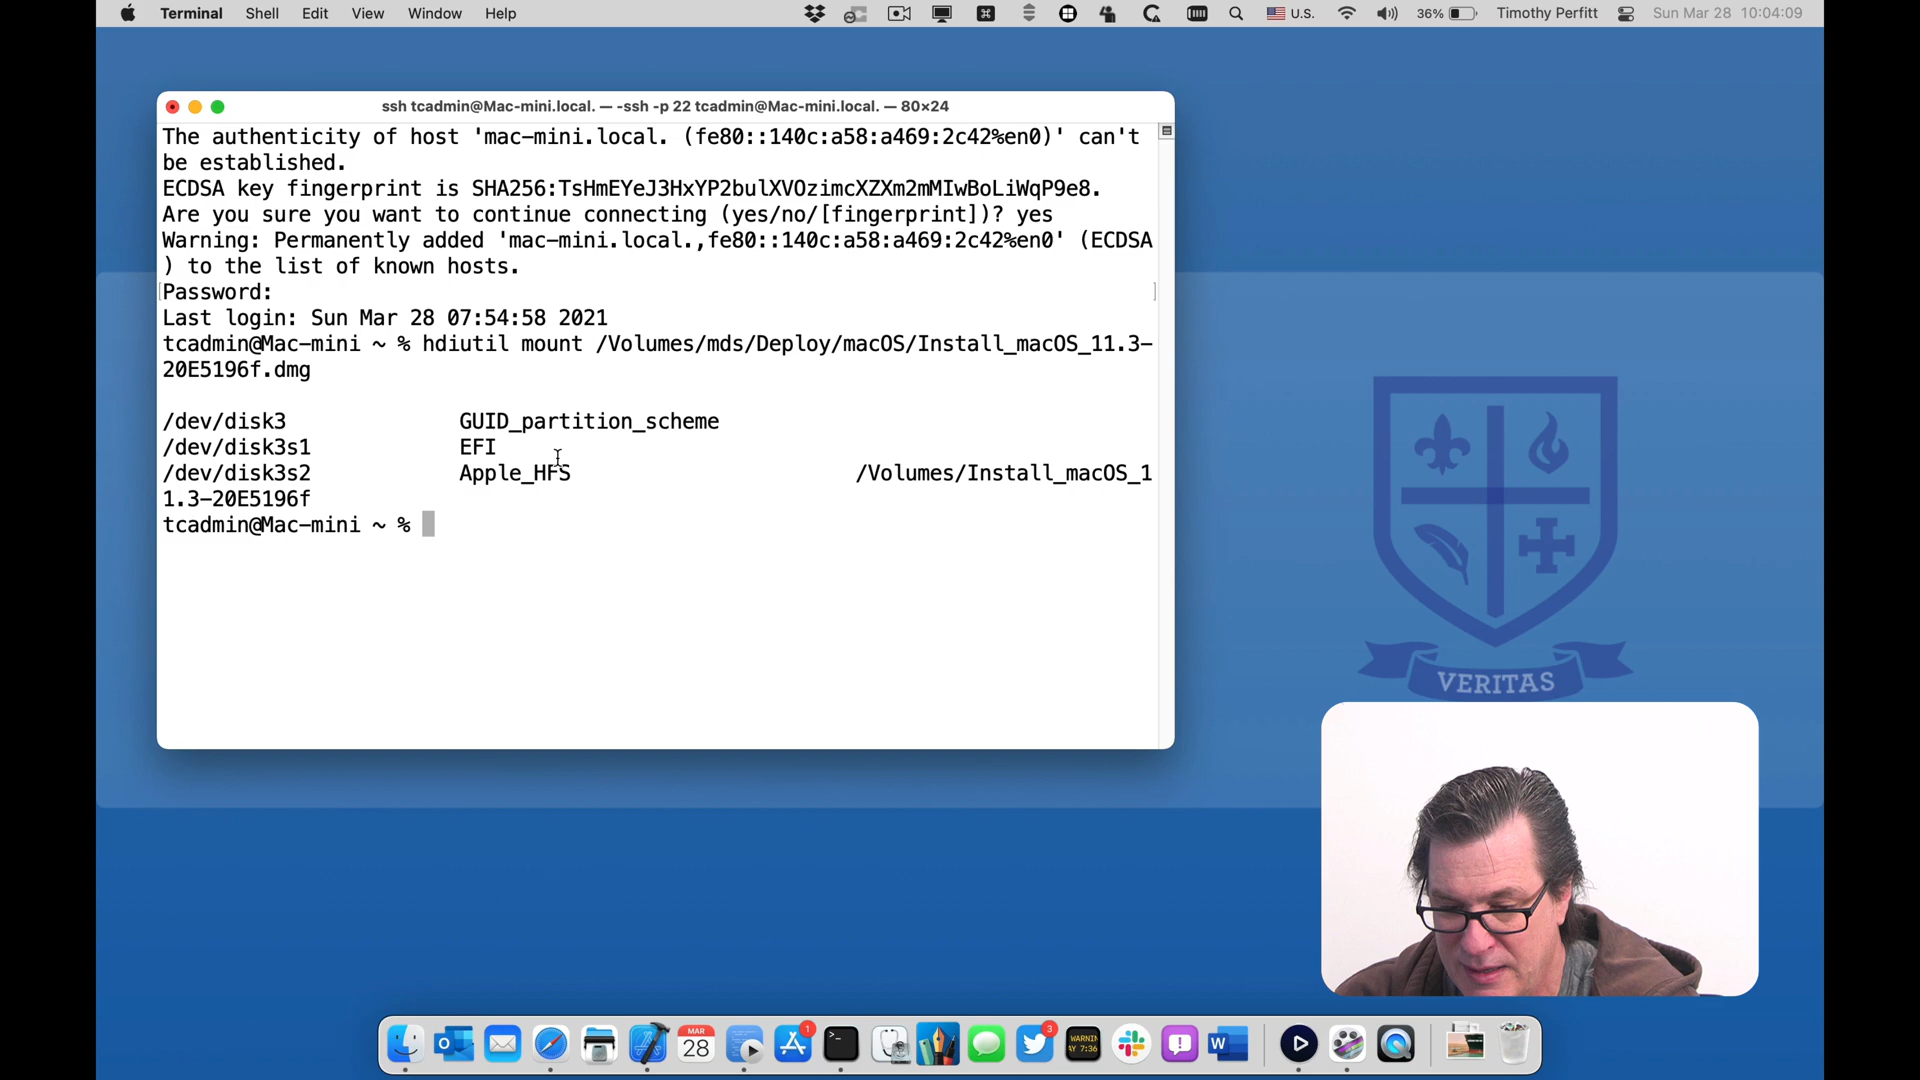 Terminal Shell Edit View Window Help U.S. 36% Timothy Perfitt Sun Mar 28 10:04:09
ssh tcadmin@Mac-mini.local. — -ssh -p 22 tcadmin@Mac-mini.local. — 80×24
The authenticity of host 'mac-mini.local. (fe80::140c:a58:a469:2c42%en0)' can't
be established.
ECDSA key fingerprint is SHA256:TsHmEYeJ3HxYP2bulXVOzimcXZXm2mMIwBoLiWqP9e8.
Are you sure you want to continue connecting (yes/no/[fingerprint])? yes
Warning: Permanently added 'mac-mini.local.,fe80::140c:a58:a469:2c42%en0' (ECDSA
) to the list of known hosts.
Password:
Last login: Sun Mar 28 07:54:58 2021
tcadmin@Mac-mini ~ % hdiutil mount /Volumes/mds/Deploy/macOS/Install_macOS_11.3-
20E5196f.dmg
/dev/disk3 GUID_partition_scheme
/dev/disk3s1 EFI
/dev/disk3s2 Apple_HFS /Volumes/Install_macOS_1
1.3-20E5196f
tcadmin@Mac-mini ~ %
VERITAS
MAR
28
1
3